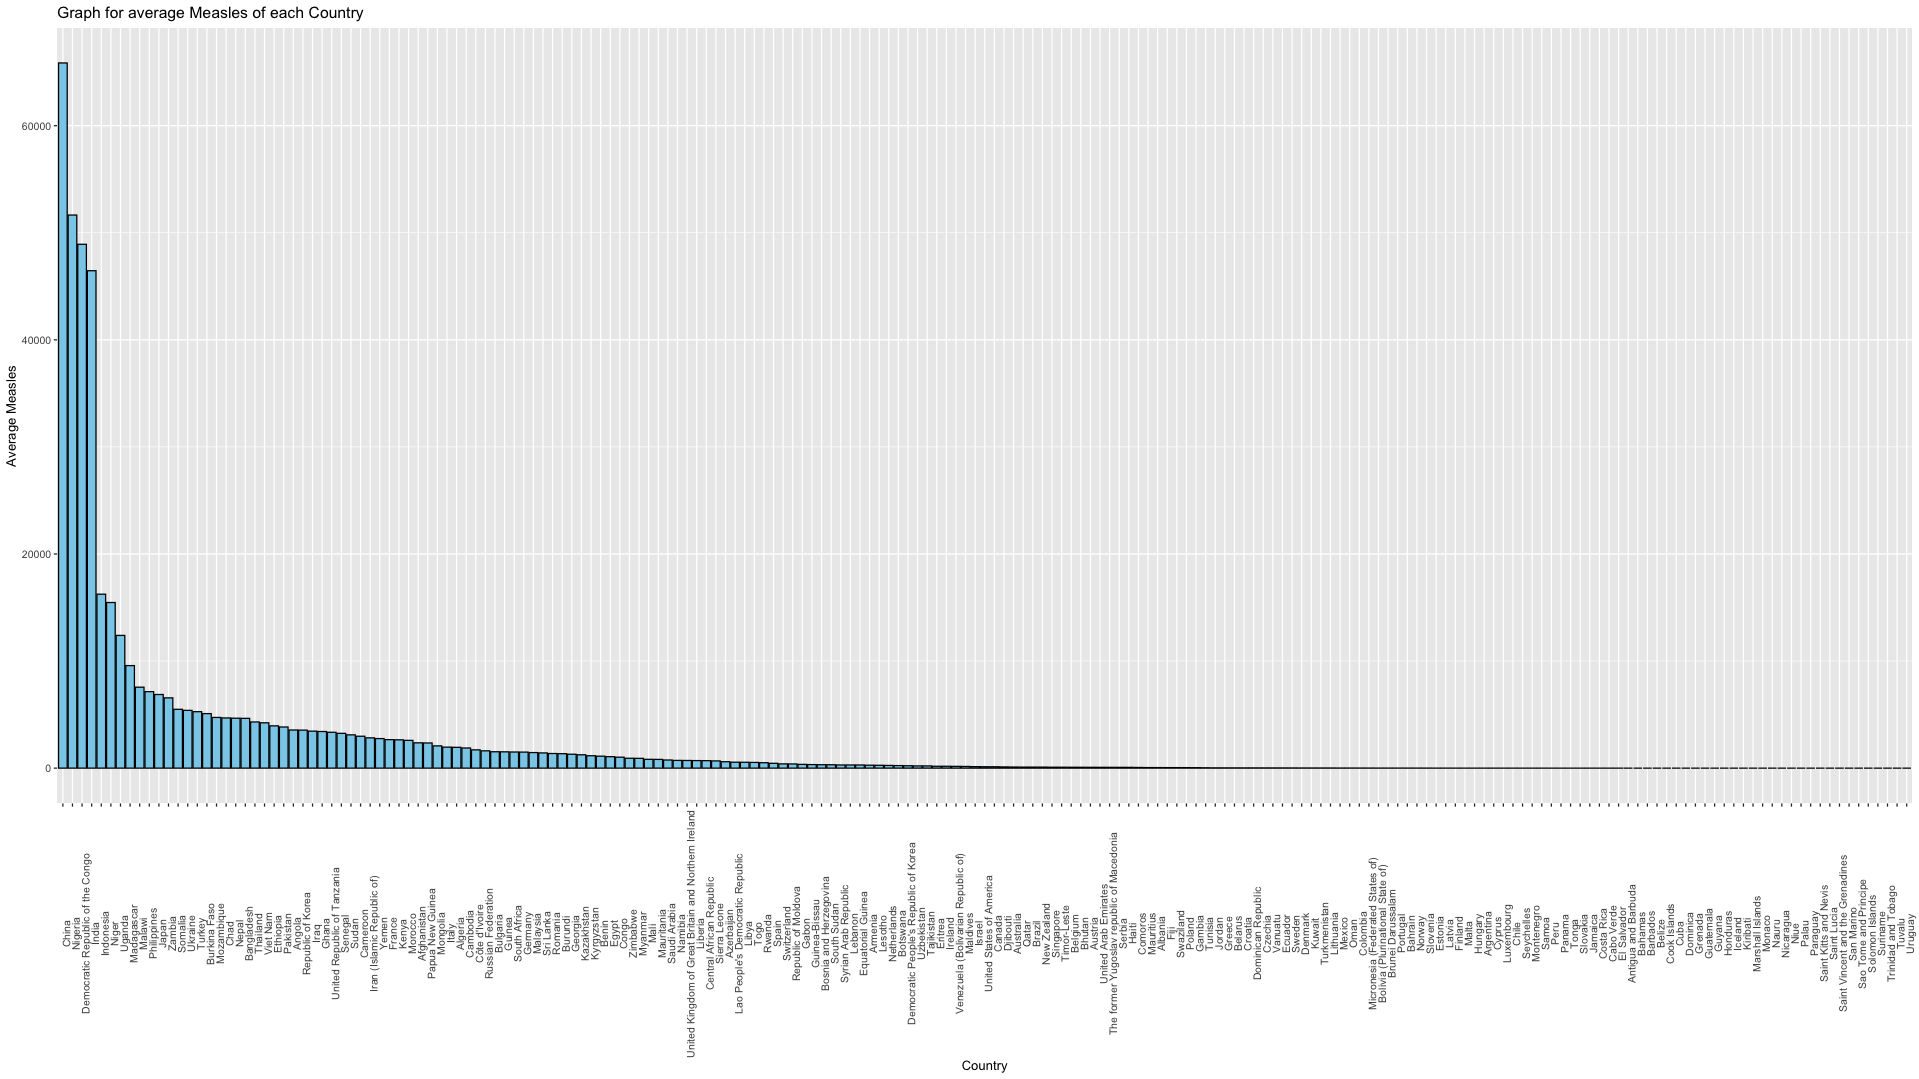 Graph for average Measles of each Country
Average Measles
60000
40000
20000
0
China
Nigeria
Democratic Republic of the Congo
India
Indonesia
Niger
Uganda
Madagascar
Malawi
Philippines
Japan
Zambia
Somalia
Ukraine
Turkey
Burkina Faso
Mozambique
Chad
Nepal
Bangladesh
Thailand
Viet Nam
Ethiopia
Pakistan
Angola
Republic of Korea
Iraq
Ghana
United Republic of Tanzania
Senegal
Sudan
Cameroon
Iran (Islamic Republic of)
Yemen
France
Kenya
Morocco
Afghanistan
Papua New Guinea
Mongolia
Italy
Algeria
Cambodia
Côte d'Ivoire
Russian Federation
Bulgaria
Guinea
South Africa
Germany
Malaysia
Sri Lanka
Romania
Burundi
Georgia
Kazakhstan
Kyrgyzstan
Benin
Egypt
Congo
Zimbabwe
Myanmar
Mali
Mauritania
Saudi Arabia
Namibia
United Kingdom of Great Britain and Northern Ireland
Liberia
Central African Republic
Sierra Leone
Azerbaijan
Lao People's Democratic Republic
Libya
Togo
Rwanda
Spain
Switzerland
Republic of Moldova
Gabon
Guinea-Bissau
Bosnia and Herzegovina
South Sudan
Syrian Arab Republic
Lebanon
Equatorial Guinea
Armenia
Lesotho
Netherlands
Botswana
Democratic People's Republic of Korea
Uzbekistan
Tajikistan
Eritrea
Ireland
Venezuela (Bolivarian Republic of)
Maldives
Israel
United States of America
Canada
Djibouti
Australia
Qatar
New Zealand
Singapore
Timor-Leste
Belgium
Bhutan
Austria
United Arab Emirates
The former Yugoslav republic of Macedonia
Serbia
Haiti
Comoros
Mauritius
Albania
Fiji
Swaziland
Poland
Gambia
Tunisia
Jordan
Greece
Belarus
Croatia
Dominican Republic
Czechia
Vanuatu
Ecuador
Sweden
Denmark
Kuwait
Turkmenistan
Lithuania
Mexico
Oman
Colombia
Micronesia (Federated States of)
Bolivia (Plurinational State of)
Brunei Darussalam
Portugal
Bahrain
Norway
Slovenia
Estonia
Latvia
Finland
Malta
Hungary
Argentina
Cyprus
Luxembourg
Chile
Seychelles
Montenegro
Samoa
Peru
Panama
Tonga
Slovakia
Jamaica
Costa Rica
Cabo Verde
El Salvador
Antigua and Barbuda
Bahamas
Barbados
Belize
Cook Islands
Cuba
Dominica
Grenada
Guatemala
Guyana
Honduras
Iceland
Kiribati
Marshall Islands
Monaco
Nauru
Nicaragua
Niue
Palau
Paraguay
Saint Kitts and Nevis
Saint Lucia
Saint Vincent and the Grenadines
San Marino
Sao Tome and Principe
Solomon Islands
Suriname
Trinidad and Tobago
Tuvalu
Uruguay
Country